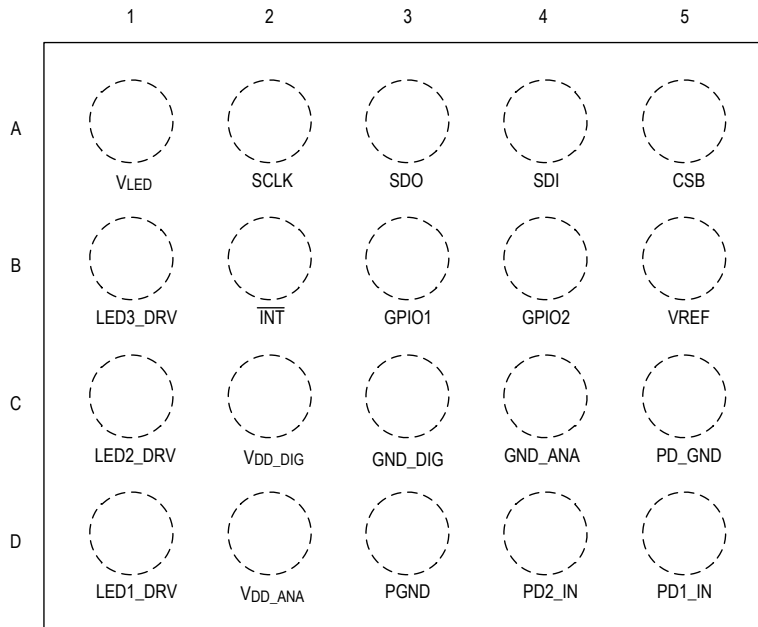 1 2 3 4 5
A
VLED SCLK SDO SDI CSB
B
LED3_DRV INT GPIO1 GPIO2 VREF
C
LED2_DRV VDD_DIG GND_DIG GND_ANA PD_GND
D
LED1_DRV VDD_ANA PGND PD2_IN PD1_IN